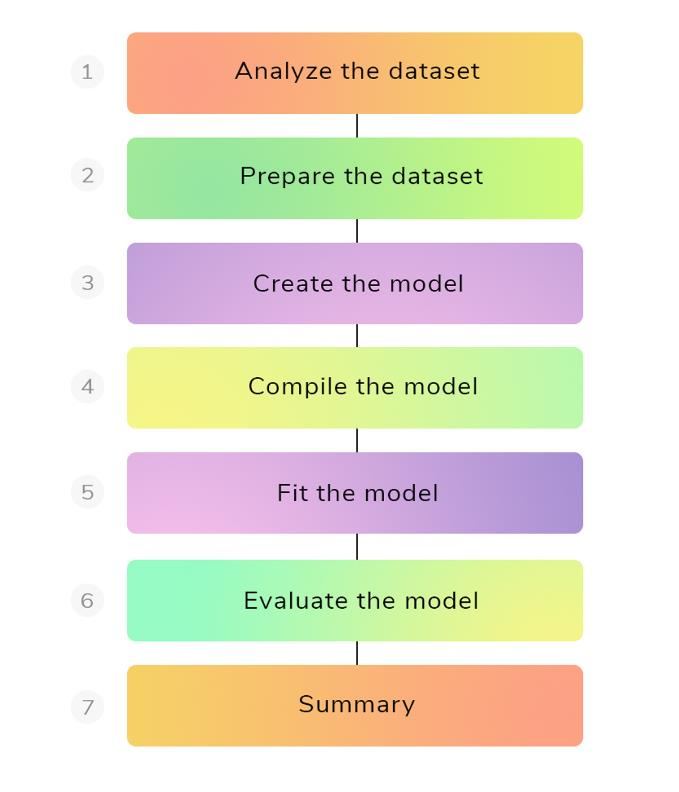 1 Analyze the dataset
2 Prepare the dataset
3 Create the model
4 Compile the model
5 Fit the model
6 Evaluate the model
7 Summary